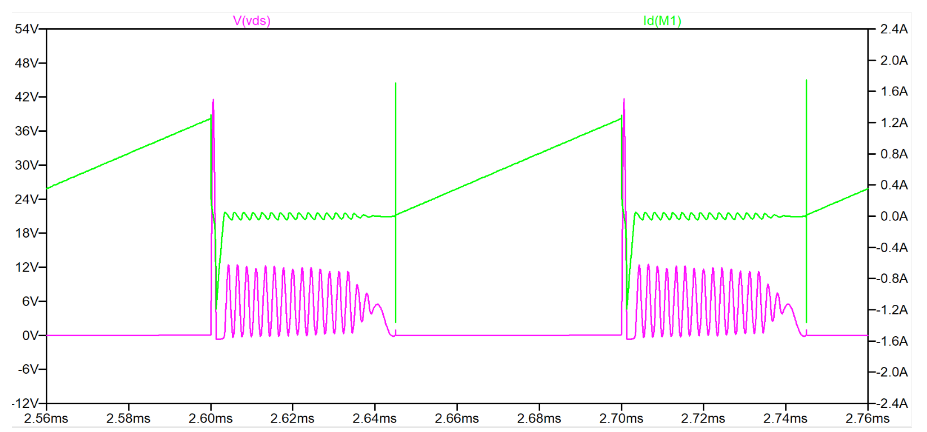 V(vds) Id(M1)
54V 2.4A
48V 2.0A
42V 1.6A
36V 1.2A
30V 0.8A
24V 0.4A
18V 0.0A
12V -0.4A
6V -0.8A
0V -1.2A
-6V -1.6A
-12V -2.0A
-2.4A
2.56ms 2.58ms 2.60ms 2.62ms 2.64ms 2.66ms 2.68ms 2.70ms 2.72ms 2.74ms 2.76ms